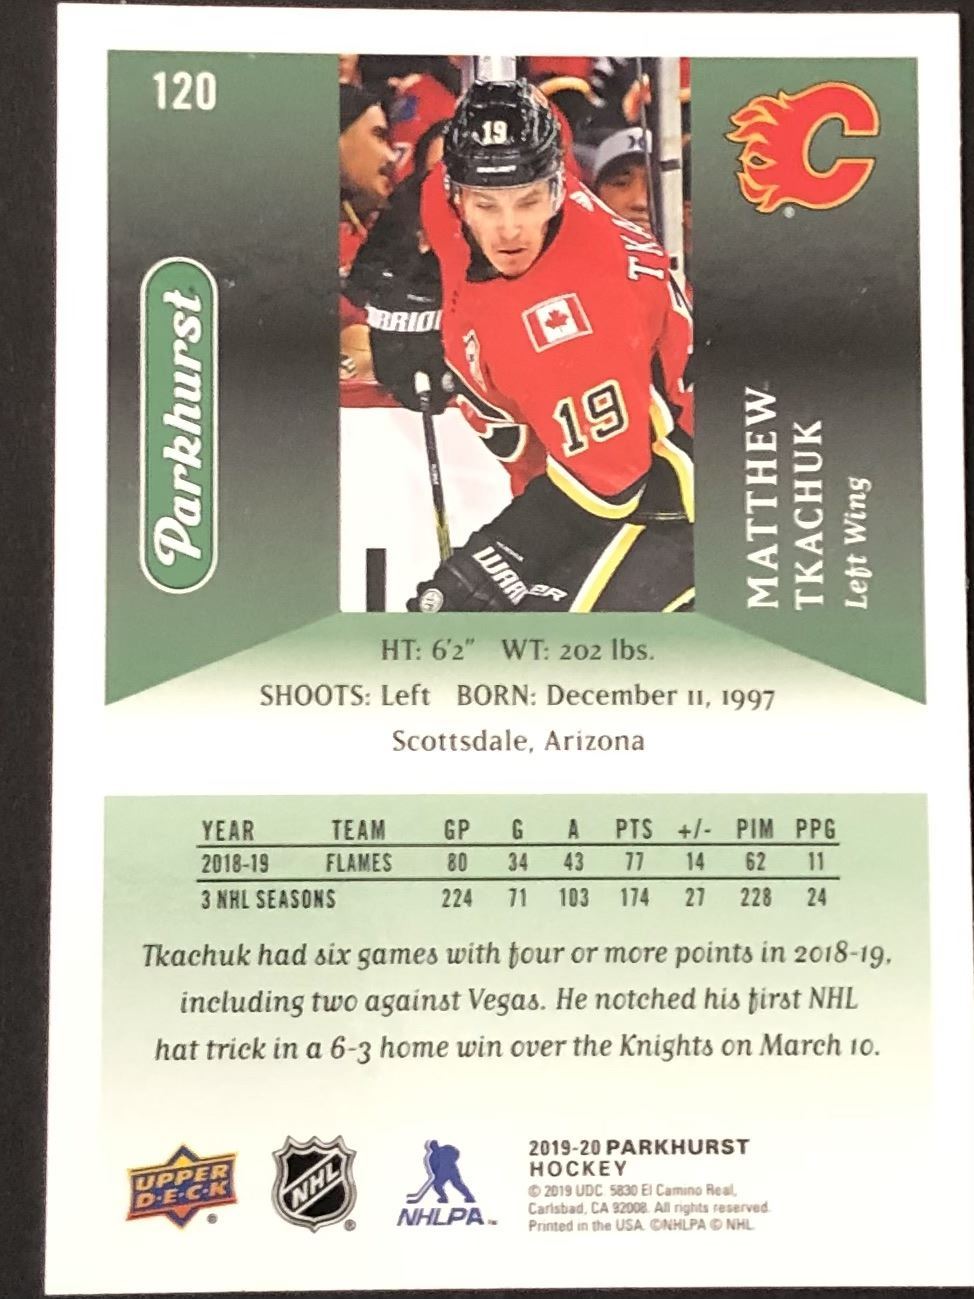 120
19
TKA
WARRIOR
19
Parkhurst
MATTHEW
TKACHUK
Left Wing
HT: 6'2" WT: 202 lbs.
SHOOTS: Left BORN: December 11, 1997
Scottsdale, Arizona
YEAR TEAM GP G A PTS +/- PIM PPG
2018-19 FLAMES 80 34 43 77 14 62 11
3 NHL SEASONS 224 71 103 174 27 228 24
Tkachuk had six games with four or more points in 2018-19,
including two against Vegas. He notched his first NHL
hat trick in a 6-3 home win over the Knights on March 10.
UPPER
D·E·C·K
®
NHL
®
NHLPA™
2019-20 PARKHURST
HOCKEY
© 2019 UDC. 5830 El Camino Real,
Carlsbad, CA 92008. All rights reserved.
Printed in the USA. ©NHLPA © NHL.